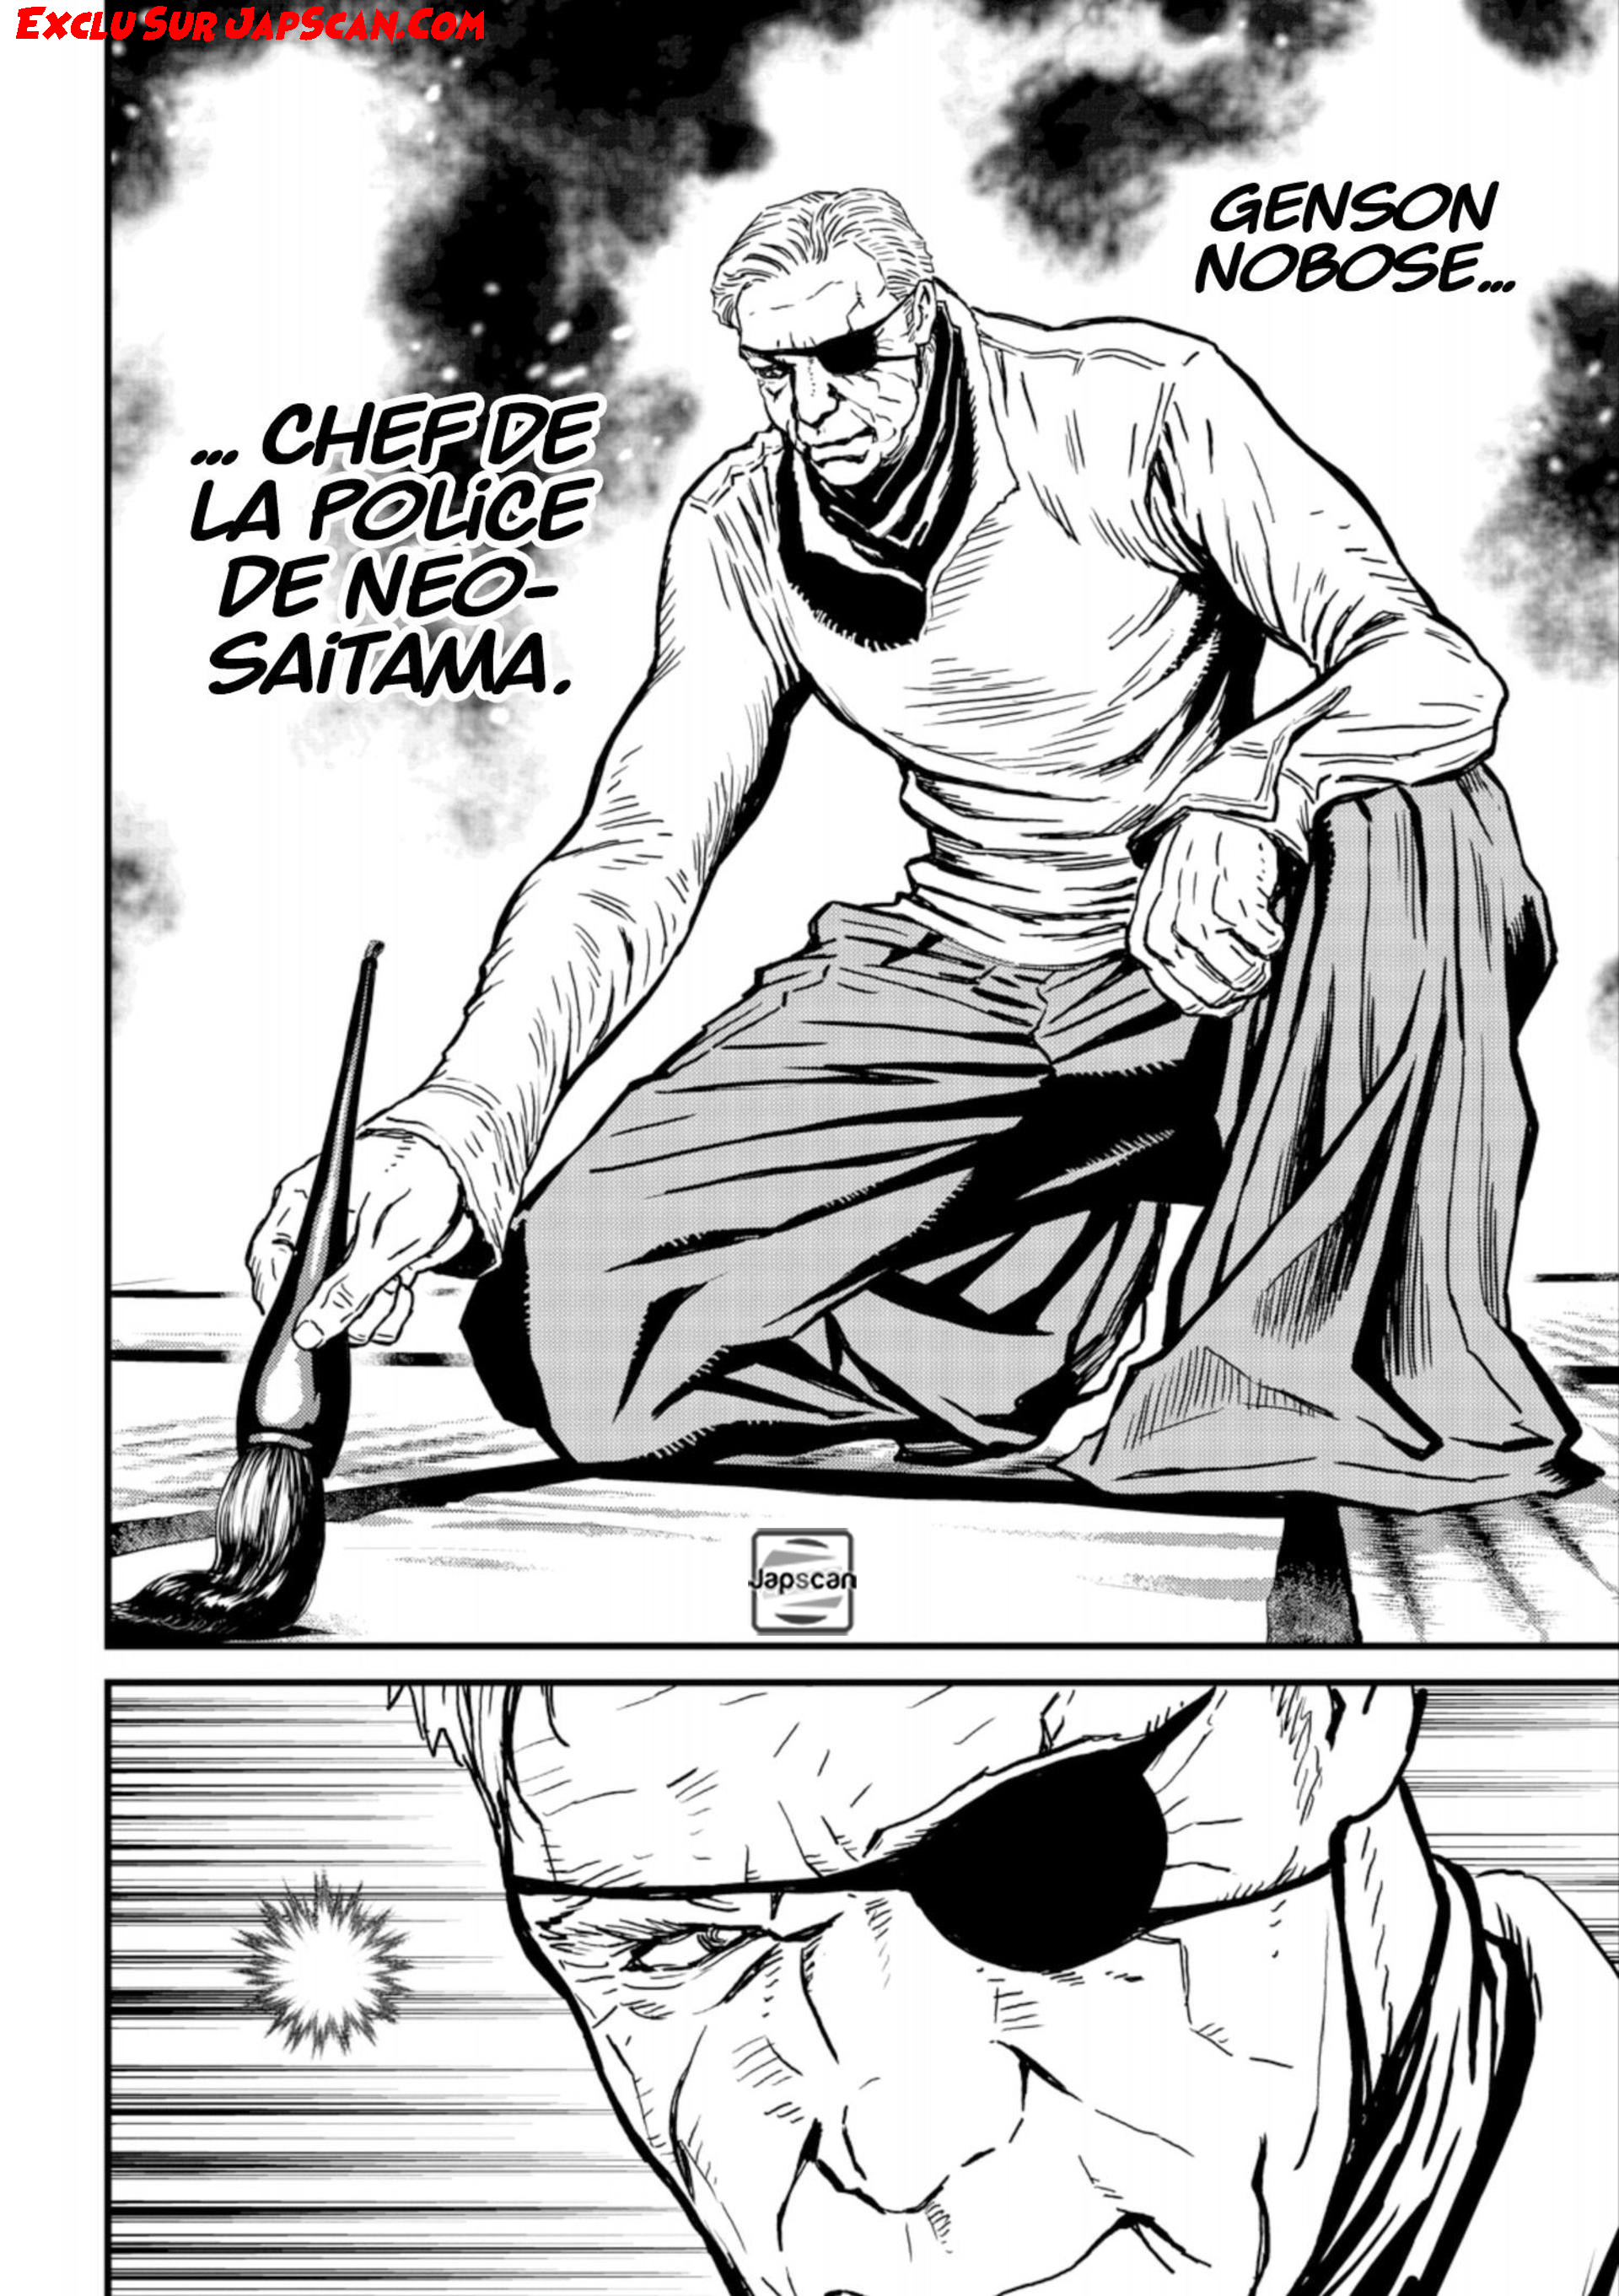 EXCLU SUR JAPSCAN.COM
GENSON
NOBOSE...
... CHEF DE
LA POLiCE
DE NEO-
SAiTAMA.
Japscan